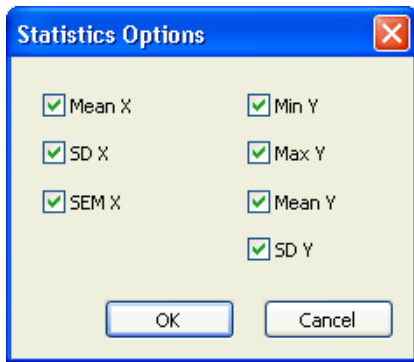 Statistics Options
Mean X
Min Y
SD X
Max Y
SEM X
Mean Y
SD Y
OK
Cancel